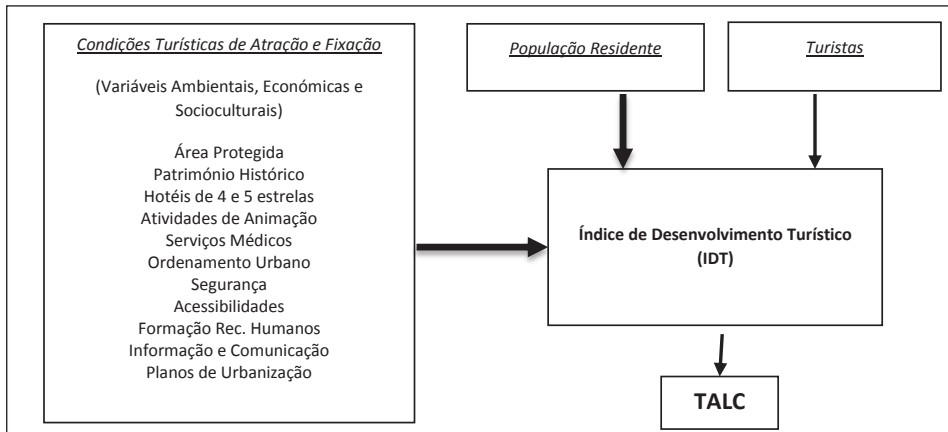 Condições Turísticas de Atração e Fixação
(Variáveis Ambientais, Económicas e
Socioculturais)
Área Protegida
Património Histórico
Hotéis de 4 e 5 estrelas
Atividades de Animação
Serviços Médicos
Ordenamento Urbano
Segurança
Acessibilidades
Formação Rec. Humanos
Informação e Comunicação
Planos de Urbanização
População Residente
Turistas
Índice de Desenvolvimento Turístico
(IDT)
TALC